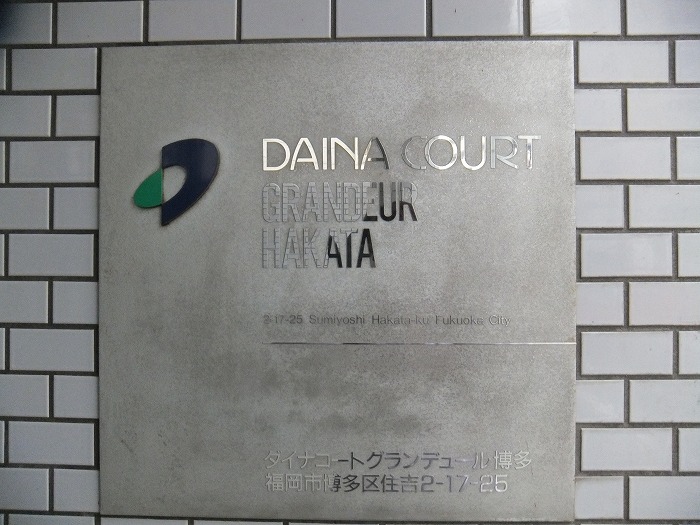 DAINA COURT
GRANDEUR
HAKATA
2-17-25 Sumiyoshi Hakata-ku Fukuoka City
ダイナコートグランデュール博多
福岡市博多区住吉2-17-25